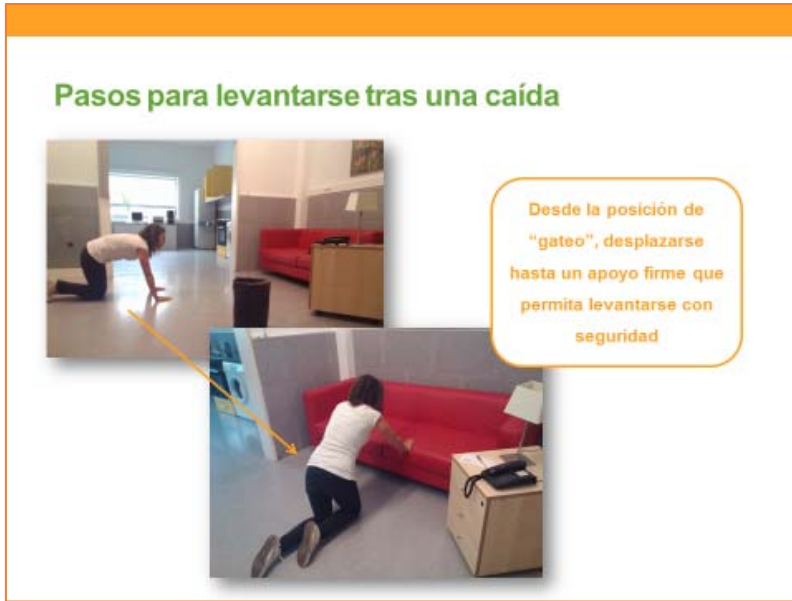 Pasos para levantarse tras una caída
Desde la posición de
“gateo”, desplazarse
hasta un apoyo firme que
permita levantarse con
seguridad